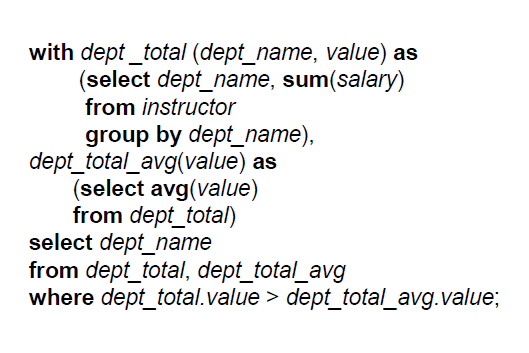 with dept _total (dept_name, value) as
(select dept_name, sum(salary)
from instructor
group by dept_name),
dept_total_avg(value) as
(select avg(value)
from dept_total)
select dept_name
from dept_total, dept_total_avg
where dept_total.value > dept_total_avg.value;